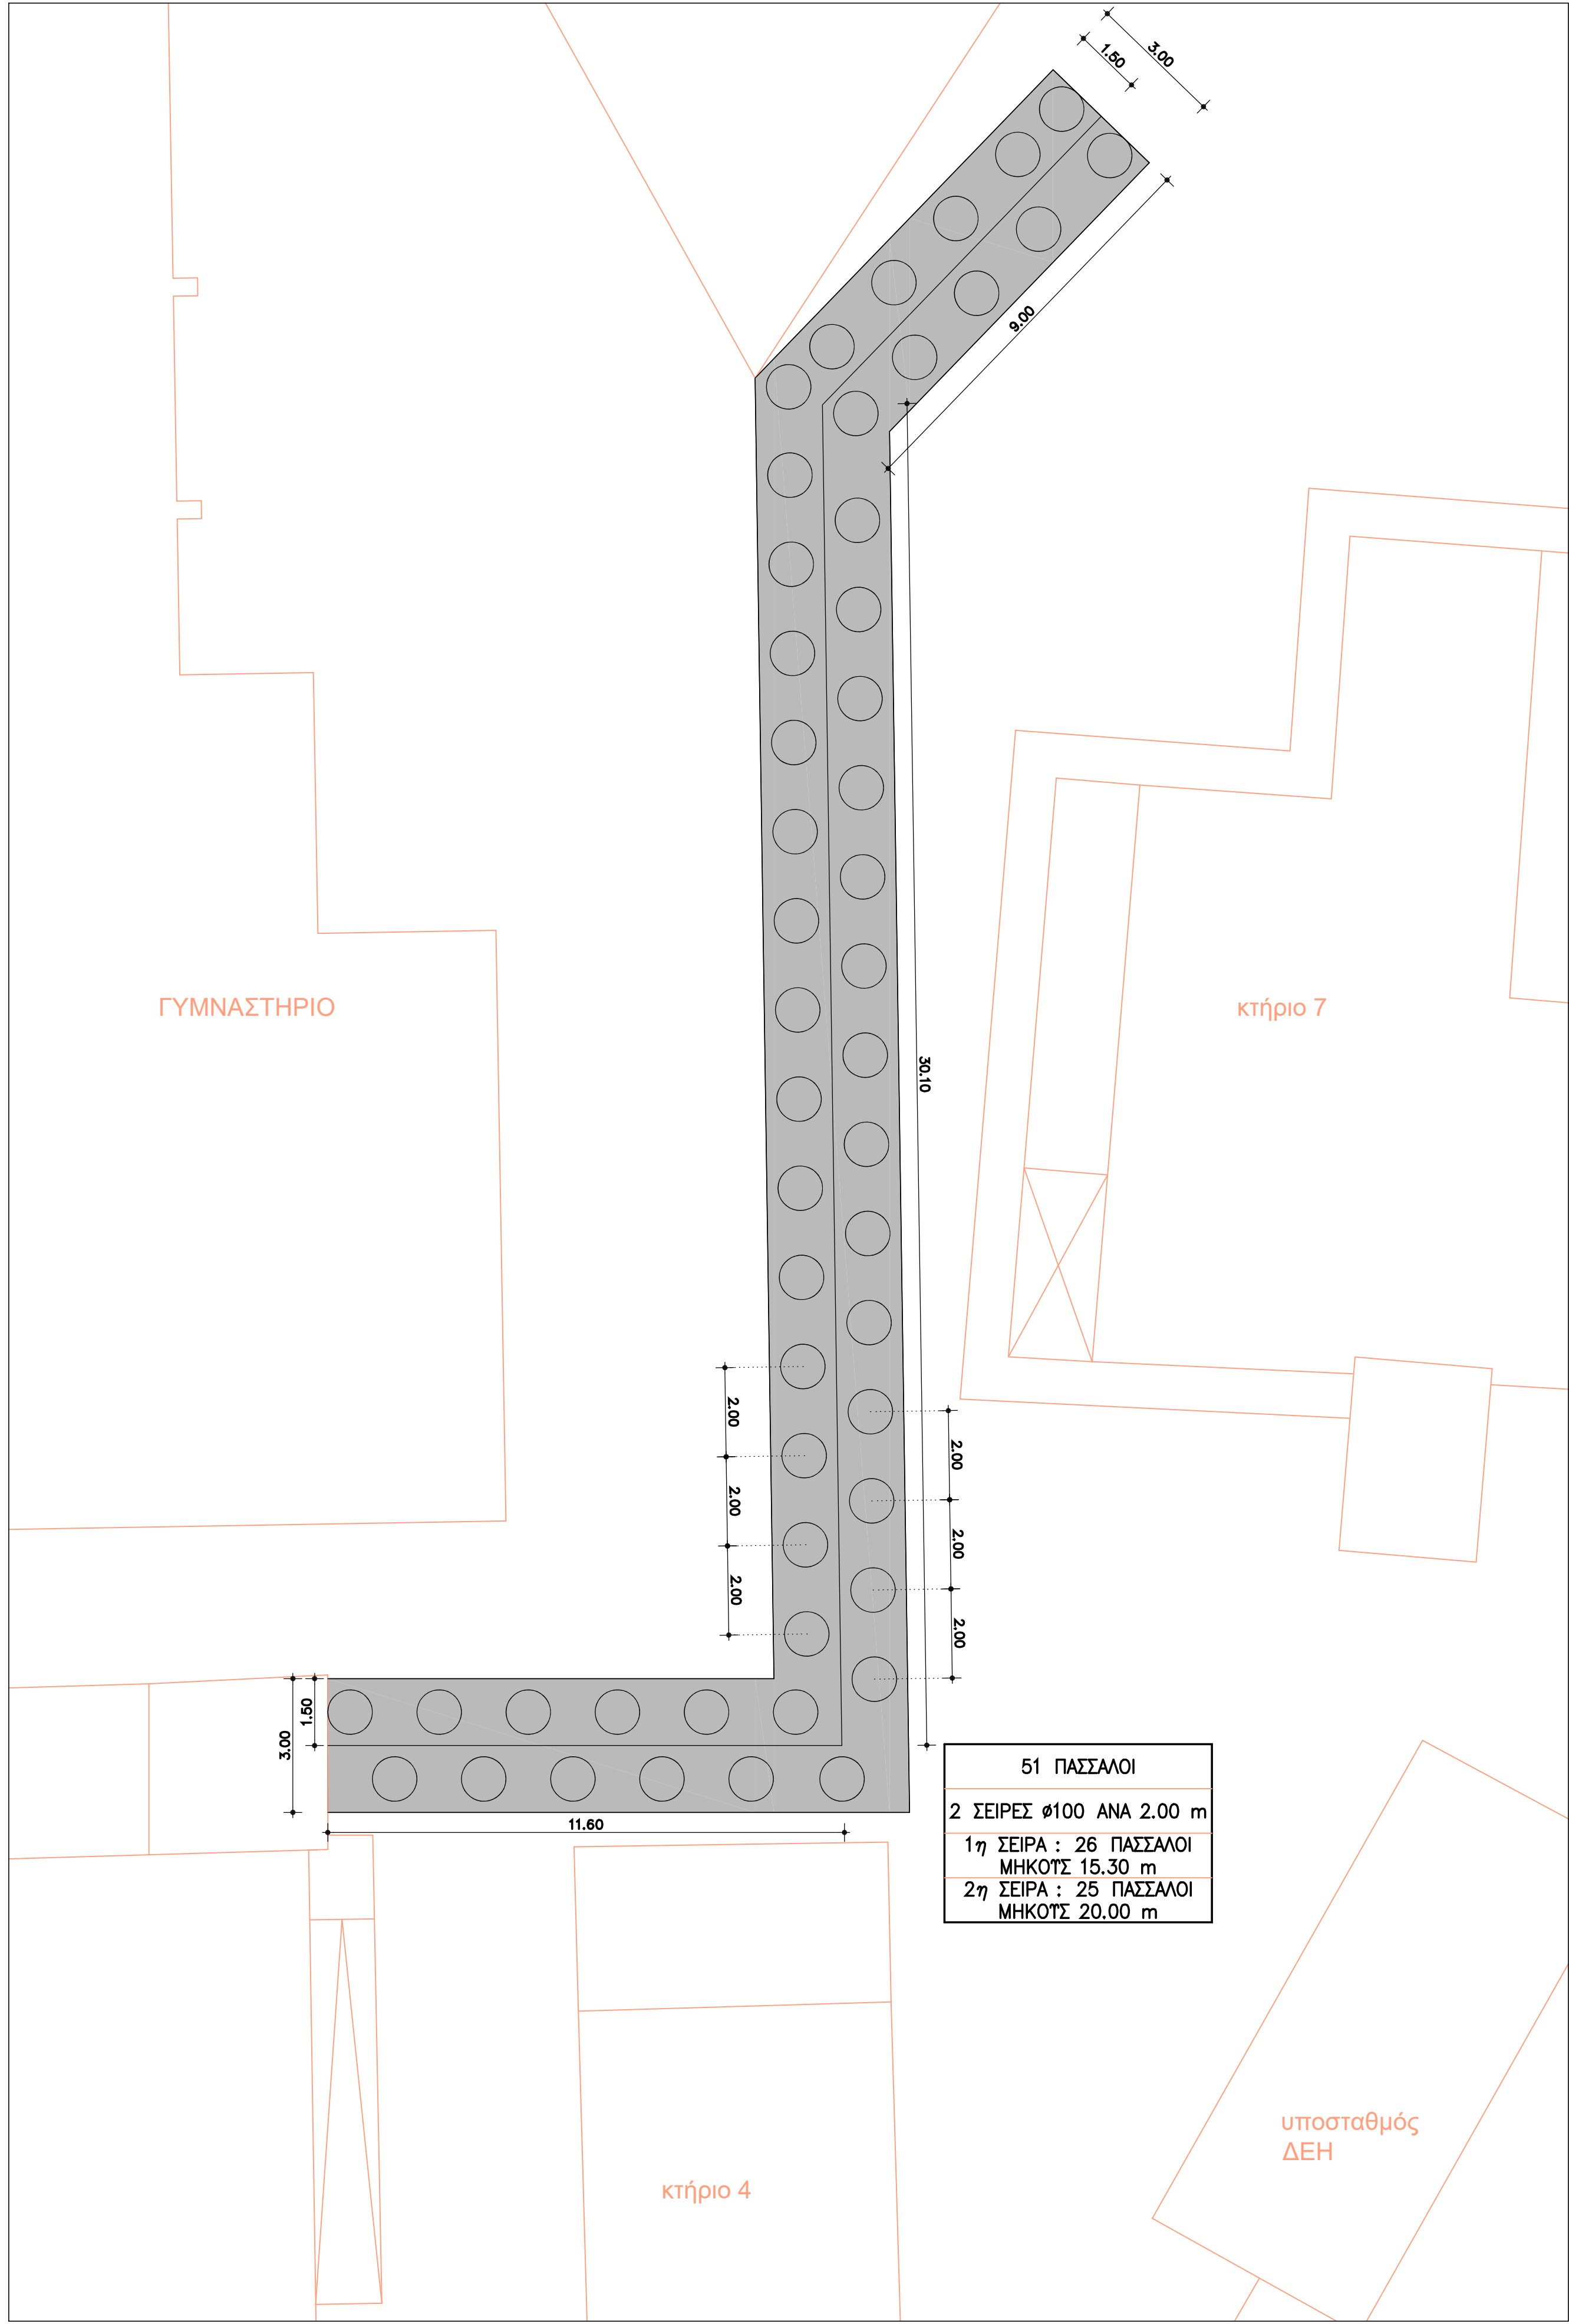 3.00
1.50
9.00
30.10
ΓΥΜΝΑΣΤΗΡΙΟ
κτήριο 7
2.00
2.00
2.00
2.00
2.00
2.00
1.50
3.00
11.60
51 ΠΑΣΣΑΛΟΙ
2 ΣΕΙΡΕΣ ø100 ΑΝΑ 2.00 m
1η ΣΕΙΡΑ : 26 ΠΑΣΣΑΛΟΙ
ΜΗΚΟΥΣ 15.30 m
2η ΣΕΙΡΑ : 25 ΠΑΣΣΑΛΟΙ
ΜΗΚΟΥΣ 20.00 m
υποσταθμός
ΔΕΗ
κτήριο 4